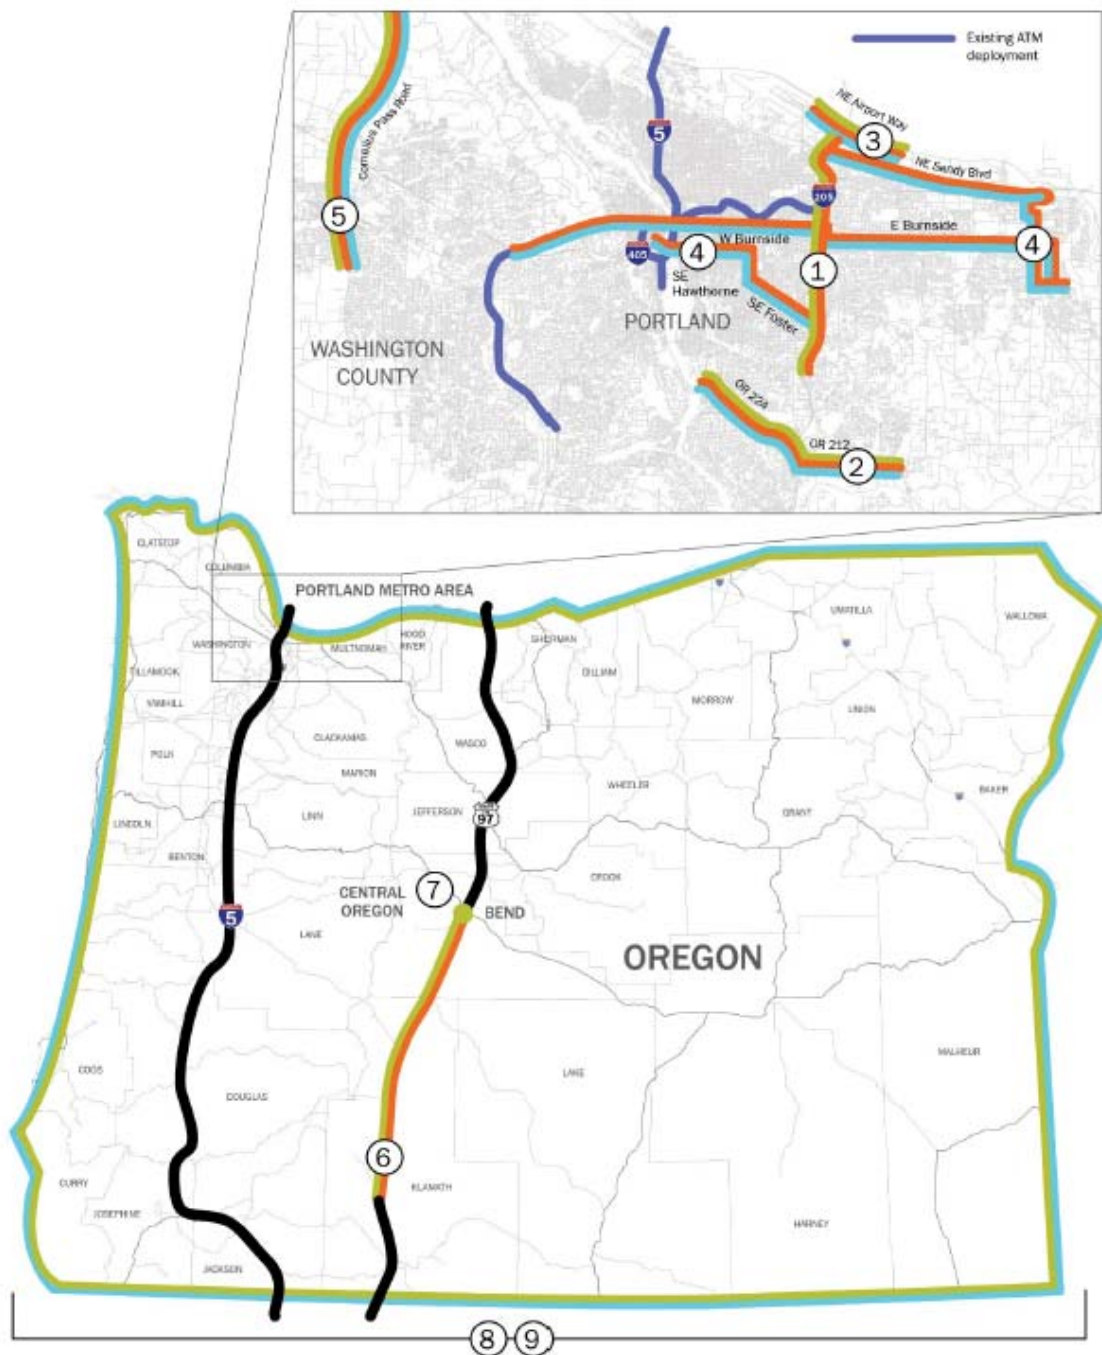 Existing ATM
deployment
Cornelius Pass Road
NE Airport Way
5
3
NE Sandy Blvd
205
5
E Burnside
W Burnside
4
4
405
1
SE
Hawthorne
SE Foster
PORTLAND
WASHINGTON
COUNTY
OR 224
OR 212
2
CLATSOP
COLUMBIA
PORTLAND METRO AREA
UMATILLA
WALLOWA
WASHINGTON
MULTNOMAH
HOOD
RIVER
SHERMAN
TILLAMOOK
GILLIAM
YAMHILL
MORROW
UNION
CLACKAMAS
WASCO
POLK
MARION
WHEELER
BAKER
LINCOLN
LINN
JEFFERSON
97
GRANT
BENTON
CROOK
CENTRAL
OREGON
7
BEND
5
LANE
OREGON
COOS
DOUGLAS
LAKE
MALHEUR
6
CURRY
KLAMATH
JOSEPHINE
HARNEY
JACKSON
8 9